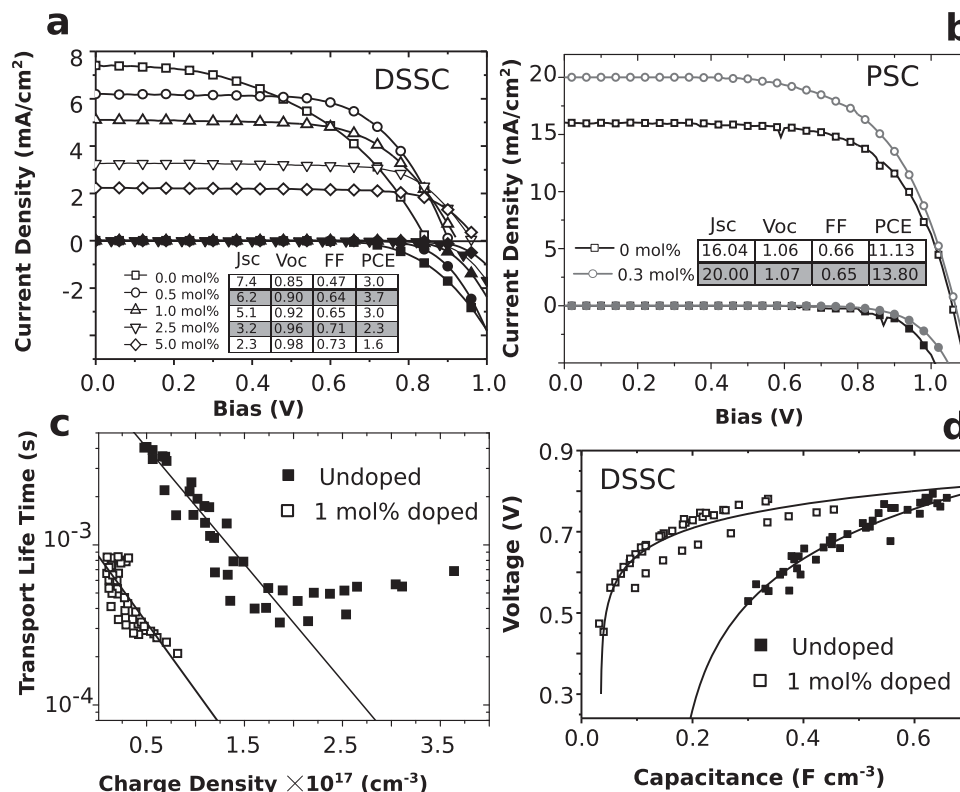 a
8
6
4
2
0
-2
Current Density (mA/cm²)
DSSC
Jsc Voc FF PCE
0.0 mol% 7.4 0.85 0.47 3.0
0.5 mol% 6.2 0.90 0.64 3.7
1.0 mol% 5.1 0.92 0.65 3.0
2.5 mol% 3.2 0.96 0.71 2.3
5.0 mol% 2.3 0.98 0.73 1.6
0.0 0.2 0.4 0.6 0.8 1.0
Bias (V)
b
20
15
10
5
0
Current Density (mA/cm²)
PSC
Jsc Voc FF PCE
0 mol% 16.04 1.06 0.66 11.13
0.3 mol% 20.00 1.07 0.65 13.80
0.0 0.2 0.4 0.6 0.8 1.0
Bias (V)
c
Transport Life Time (s)
10⁻³
10⁻⁴
Undoped
1 mol% doped
0.5 1.5 2.5 3.5
Charge Density ×10¹⁷ (cm⁻³)
d
0.9
0.7
0.5
0.3
Voltage (V)
DSSC
Undoped
1 mol% doped
0.0 0.2 0.4 0.6
Capacitance (F cm⁻³)